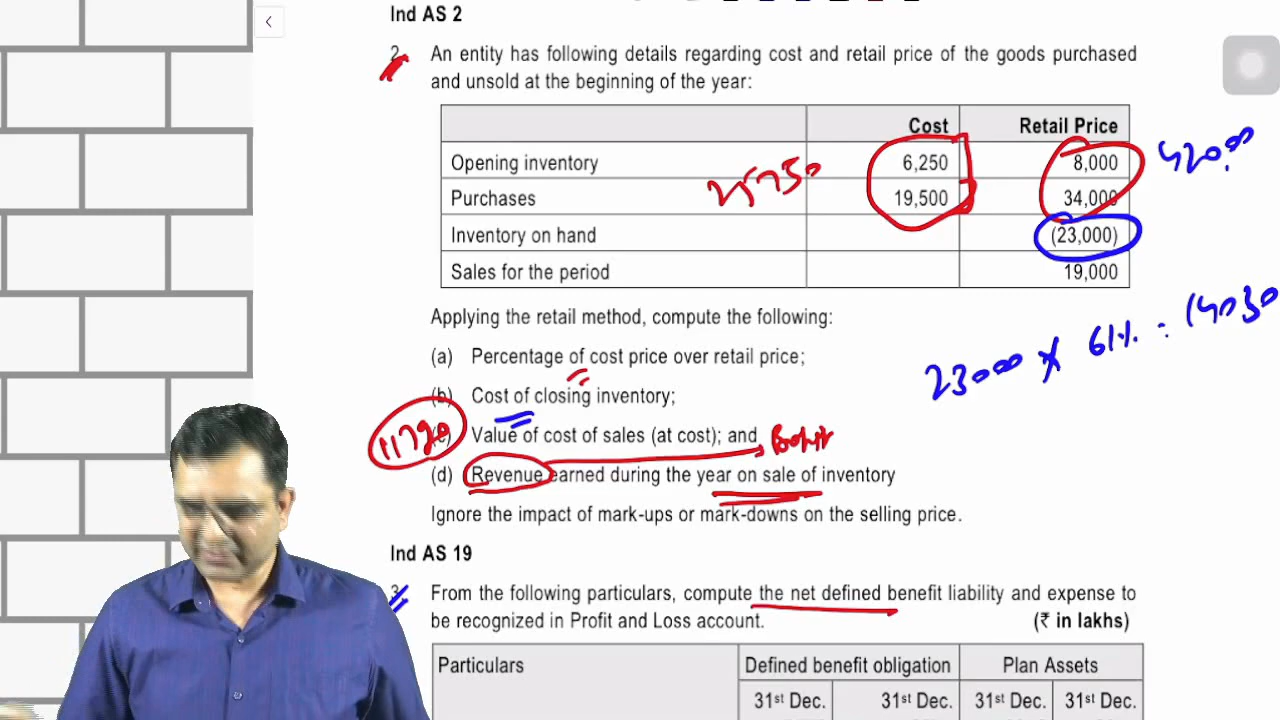 Ind AS 2
2. An entity has following details regarding cost and retail price of the goods purchased
and unsold at the beginning of the year:
Cost Retail Price
Opening inventory 6,250 8,000 42000
Purchases 25750 19,500 34,000
Inventory on hand (23,000)
Sales for the period 19,000
Applying the retail method, compute the following:
23000 × 61% = 14030
(a) Percentage of cost price over retail price;
(b) Cost of closing inventory;
11720 (c) Value of cost of sales (at cost); and Profit
(d) Revenue earned during the year on sale of inventory
Ignore the impact of mark-ups or mark-downs on the selling price.
Ind AS 19
3. From the following particulars, compute the net defined benefit liability and expense to
be recognized in Profit and Loss account. (₹ in lakhs)
Particulars Defined benefit obligation Plan Assets
31st Dec. 31st Dec. 31st Dec. 31st Dec.